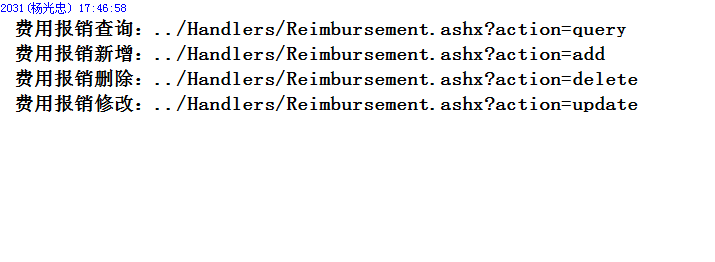 2031(杨光忠) 17:46:58
费用报销查询：../Handlers/Reimbursement.ashx?action=query
费用报销新增：../Handlers/Reimbursement.ashx?action=add
费用报销删除：../Handlers/Reimbursement.ashx?action=delete
费用报销修改：../Handlers/Reimbursement.ashx?action=update